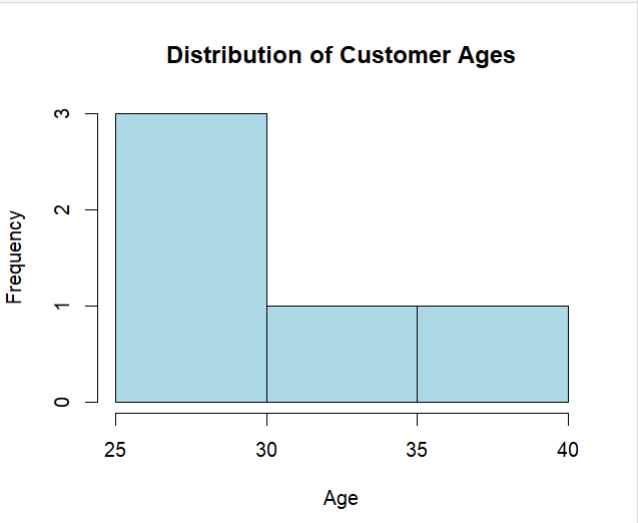 Distribution of Customer Ages
3
2
1
0
Frequency
25 30 35 40
Age